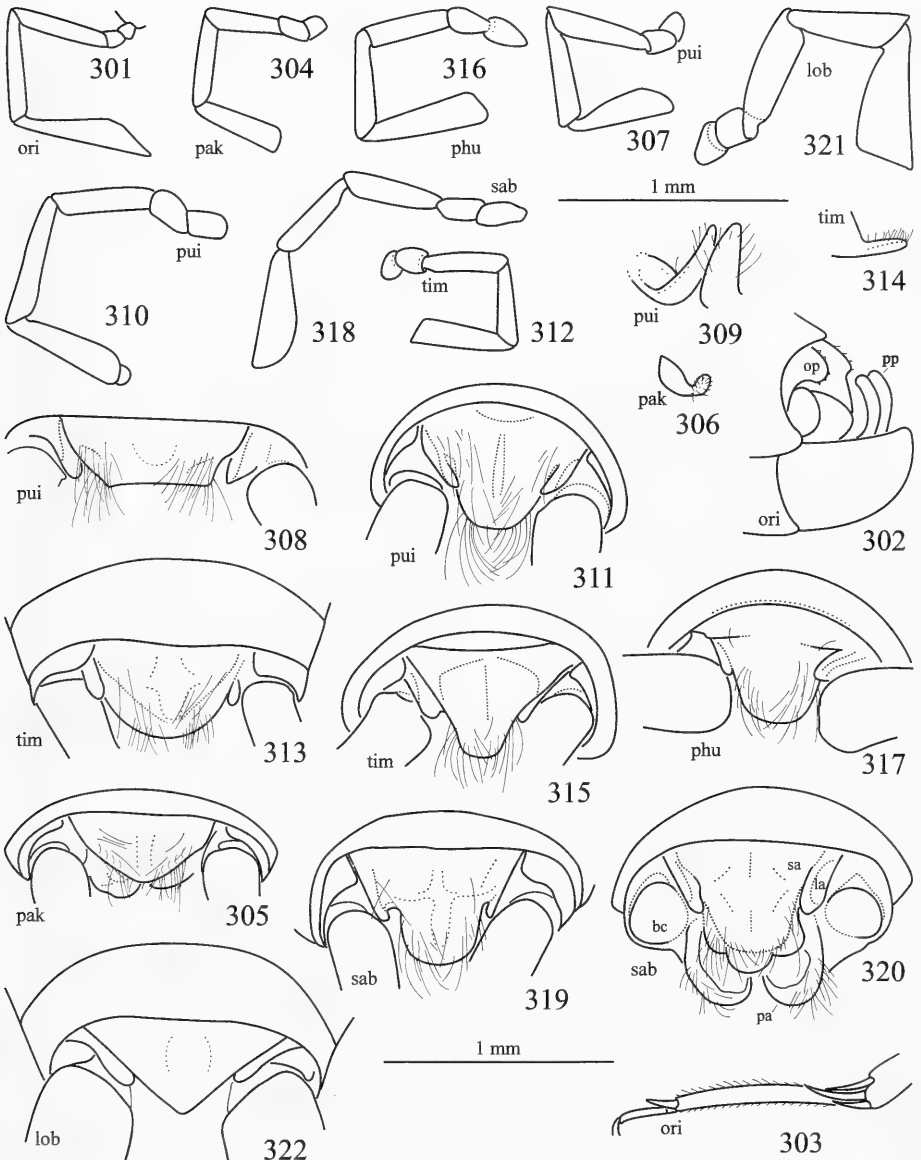 301
ori
304
pak
316
phu
pui
307
lob
321
1 mm
pui
310
sab
318
tim
312
pui
309
tim
314
pak
306
op
pp
ori
302
pui
308
pui
311
tim
313
tim
315
phu
317
pak
305
sab
319
sa
la
bc
sab
pa
320
lob
322
1 mm
ori
303